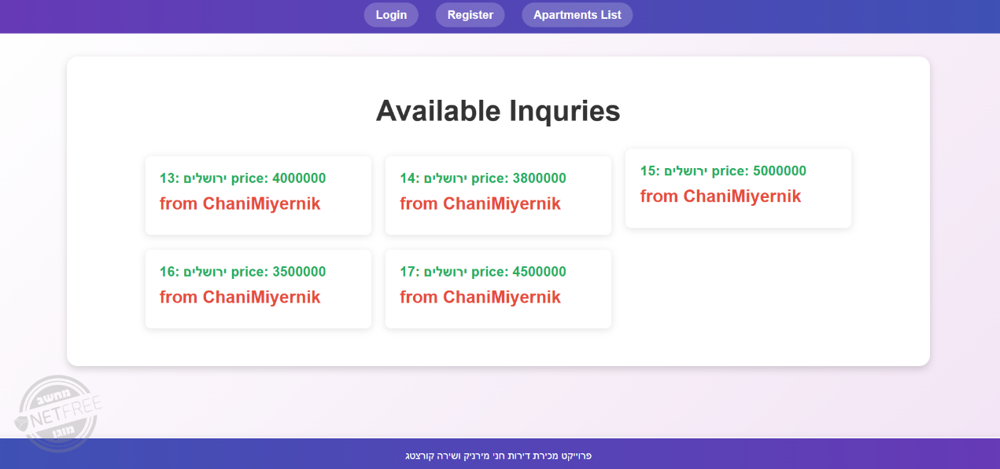 Login
Register
Apartments List
Available Inquries
13: ירושלים price: 4000000
from ChaniMiyernik
14: ירושלים price: 3800000
from ChaniMiyernik
15: ירושלים price: 5000000
from ChaniMiyernik
16: ירושלים price: 3500000
from ChaniMiyernik
17: ירושלים price: 4500000
from ChaniMiyernik
מחשב
NETFREE
מוגן
פרוייקט מכירת דירות חני מירניק ושירה קורצטג